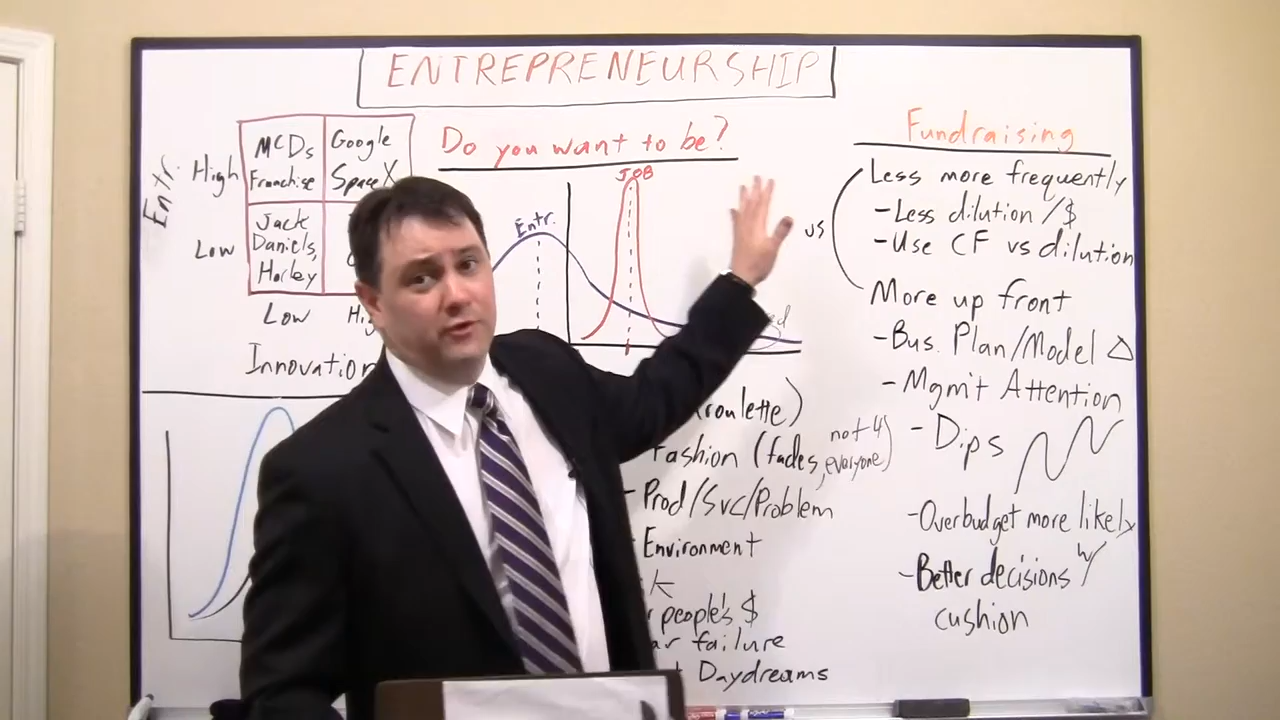 ENTREPRENEURSHIP
Entr.
High
Low
McDs
Franchise
Google
SpaceX
Jack
Daniels,
Harley
Low
Innovation
Do you want to be?
Entr.
JOB
roulette)
Fashion (fades, not 4
everyone)
- Prod/Svc/Problem
Environment
people's $
failure
Daydreams
Fundraising
vs
Less more frequently
- Less dilution/$
- Use CF vs dilution
More up front
- Bus. Plan/Model Δ
- Mgm't Attention
- Dips
- Overbudget more likely
- Better decisions w/
cushion